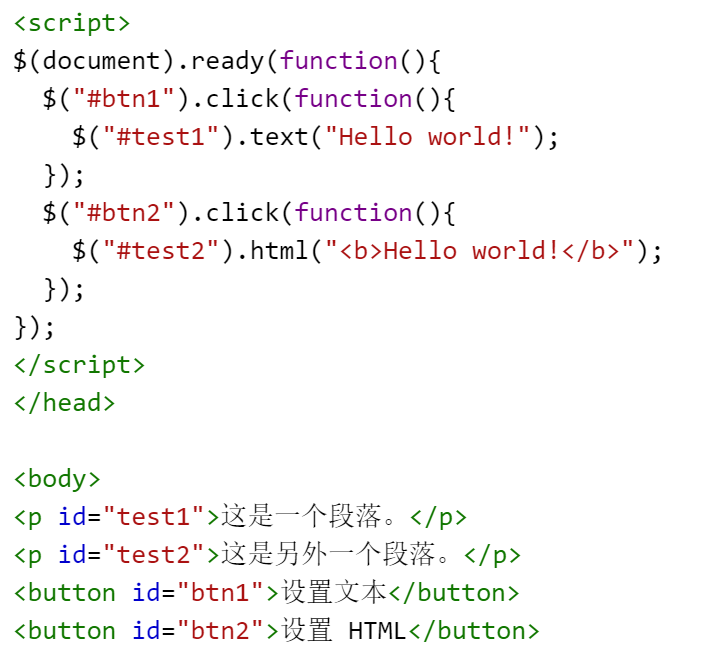 <script>
$(document).ready(function(){
  $("#btn1").click(function(){
    $("#test1").text("Hello world!");
  });
  $("#btn2").click(function(){
    $("#test2").html("<b>Hello world!</b>");
  });
});
</script>
</head>

<body>
<p id="test1">这是一个段落。</p>
<p id="test2">这是另外一个段落。</p>
<button id="btn1">设置文本</button>
<button id="btn2">设置 HTML</button>